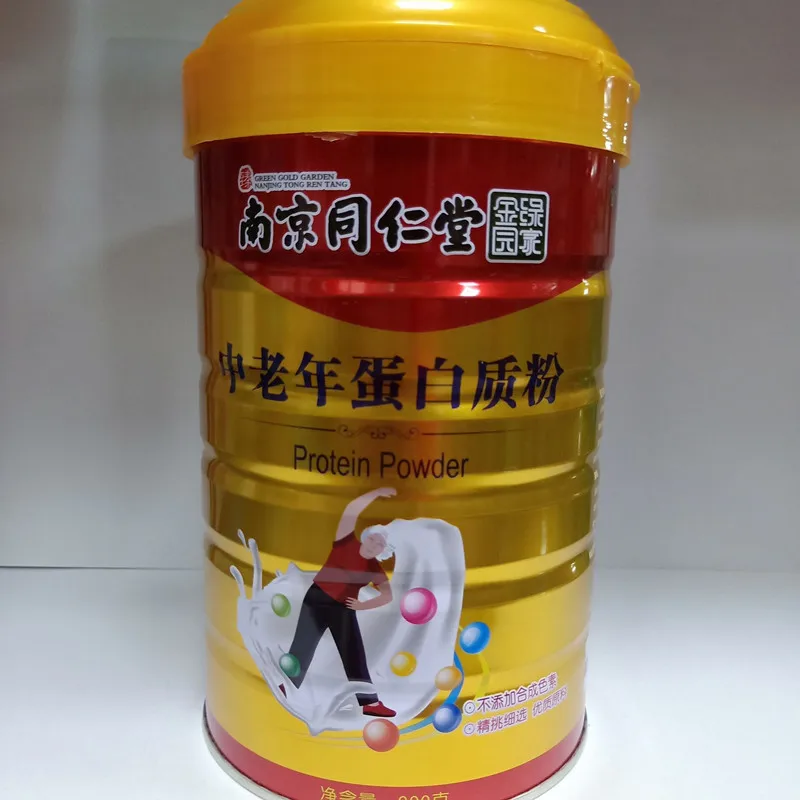 GREEN GOLD GARDEN
NANJING TONG REN TANG
南京同仁堂
绿金家园
中老年蛋白质粉
Protein Powder
◎不添加合成色素
◎精挑细选 优质原料
净含量
克